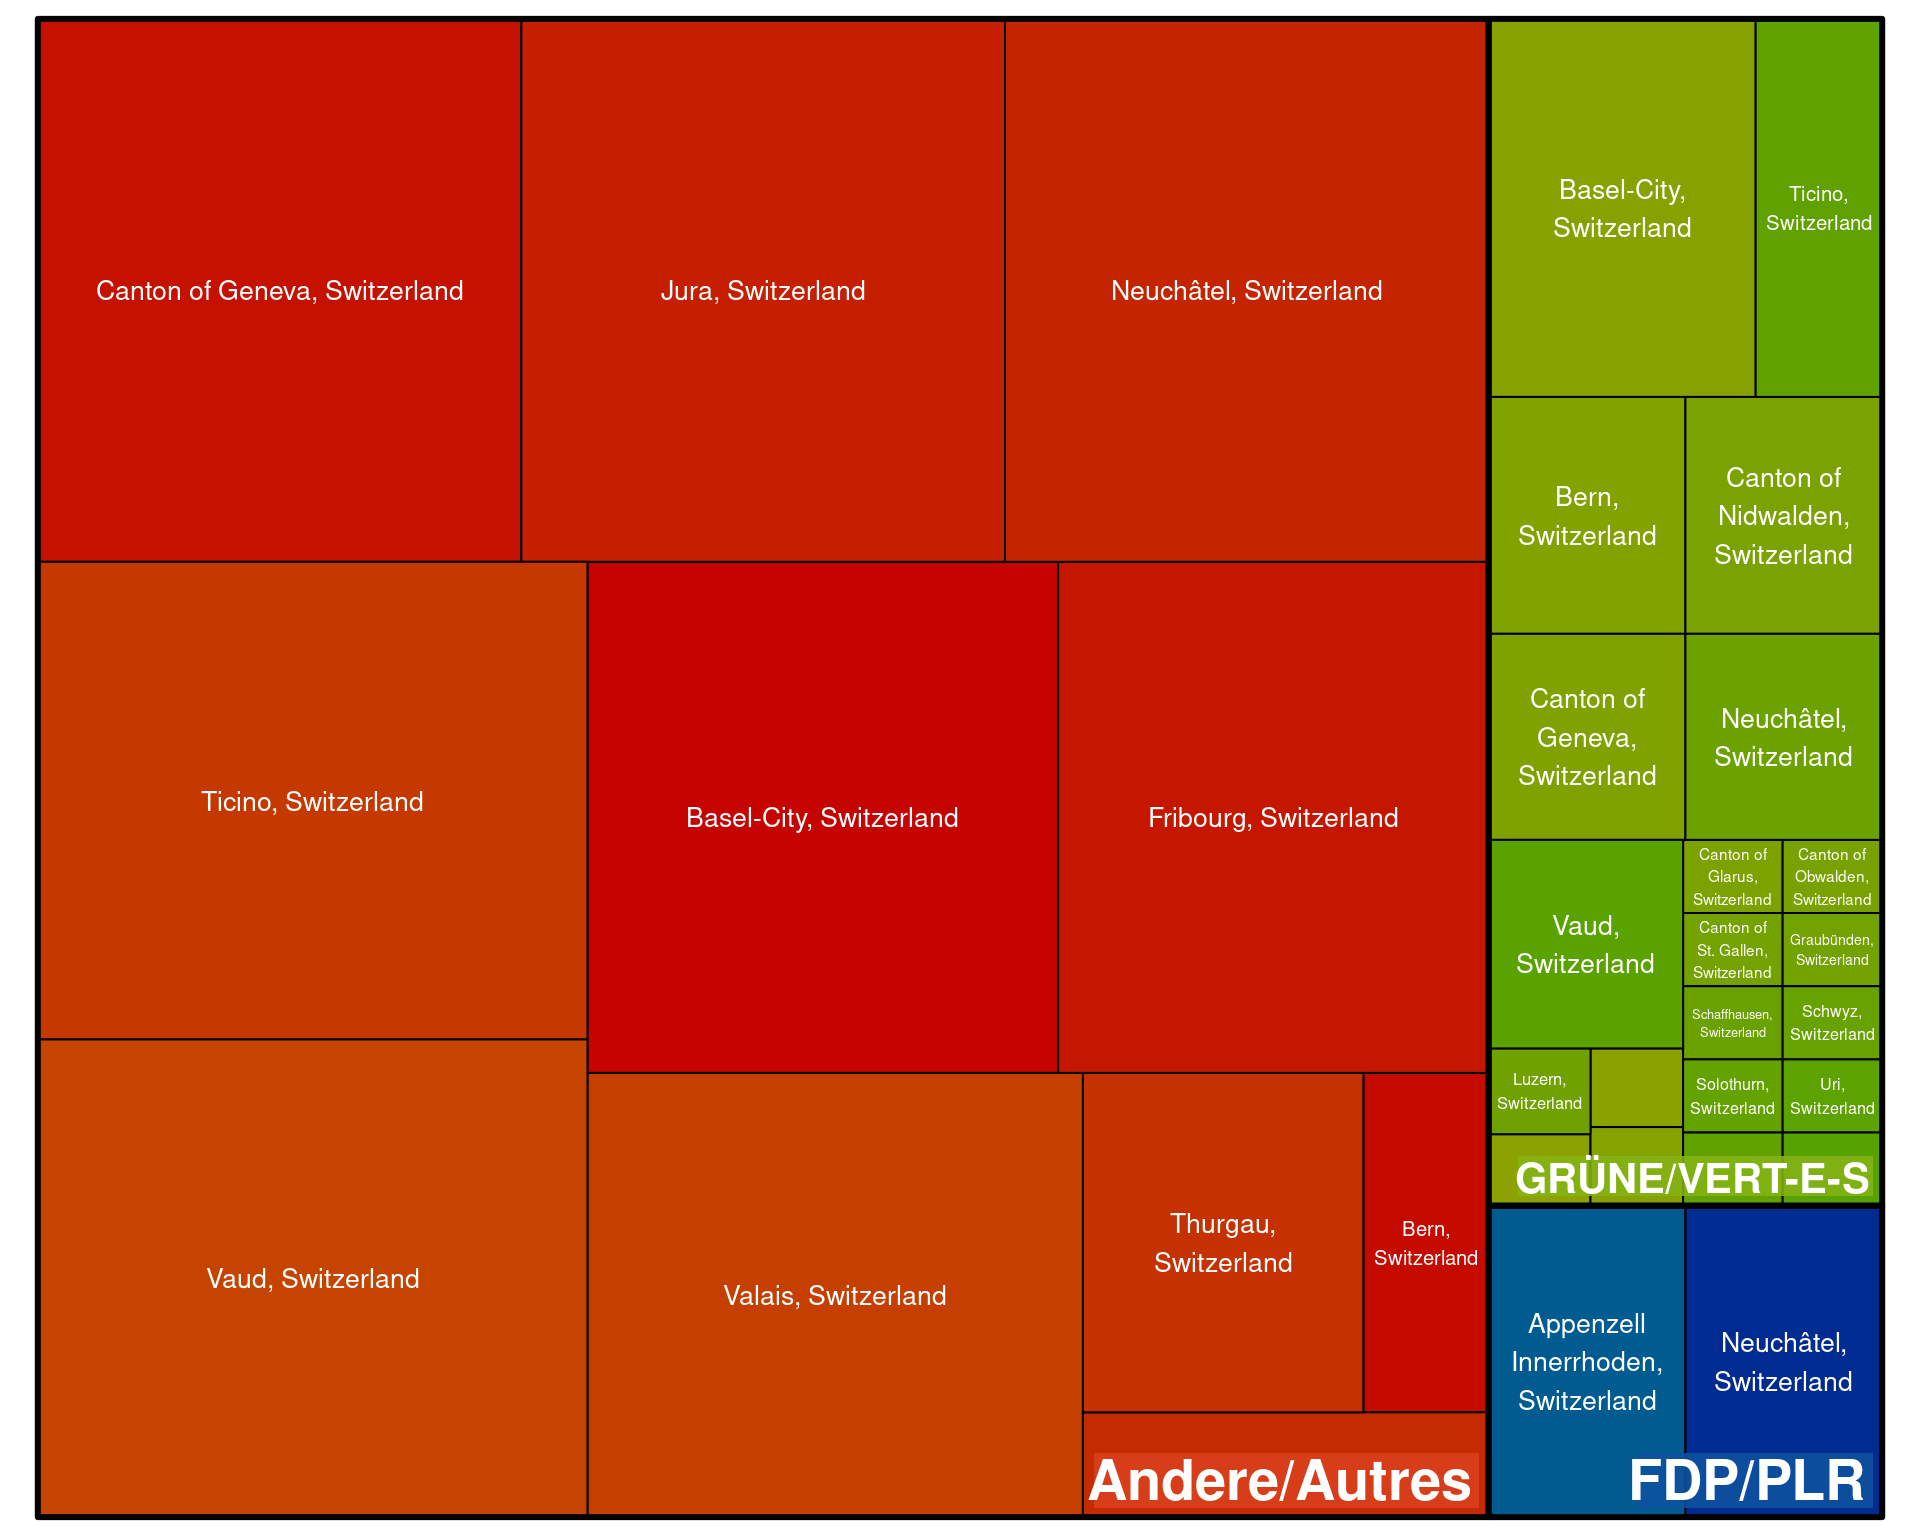 Canton of Geneva, Switzerland
Jura, Switzerland
Neuchâtel, Switzerland
Ticino, Switzerland
Basel-City, Switzerland
Fribourg, Switzerland
Vaud, Switzerland
Valais, Switzerland
Thurgau,
Switzerland
Bern,
Switzerland
Andere/Autres
Basel-City,
Switzerland
Ticino,
Switzerland
Bern,
Switzerland
Canton of
Nidwalden,
Switzerland
Canton of
Geneva,
Switzerland
Neuchâtel,
Switzerland
Vaud,
Switzerland
Canton of
Glarus,
Switzerland
Canton of
Obwalden,
Switzerland
Canton of
St. Gallen,
Switzerland
Graubünden,
Switzerland
Schaffhausen,
Switzerland
Schwyz,
Switzerland
Luzern,
Switzerland
Solothurn,
Switzerland
Uri,
Switzerland
GRÜNE/VERT-E-S
Appenzell
Innerrhoden,
Switzerland
Neuchâtel,
Switzerland
FDP/PLR